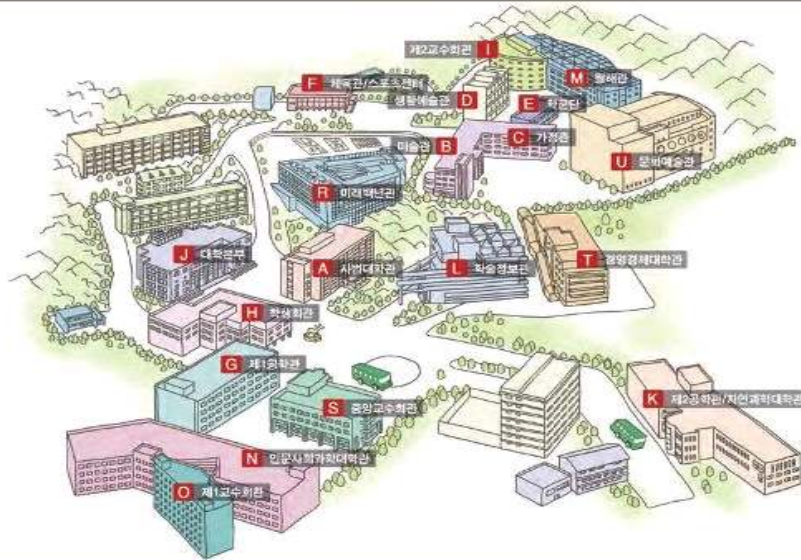 I 제2교수회관
M 월해관
F 체육관/스포츠센터
D 생활예술관
E 학군단
B 미술관
C 가정관
U 문화예술관
R 미래백년관
J 대학본부
A 사범대학관
L 학술정보관
T 경영경제대학관
H 학생회관
G 제1공학관
S 중앙교수회관
K 제2공학관/자연과학대학관
N 인문사회과학대학관
O 제1교수회관